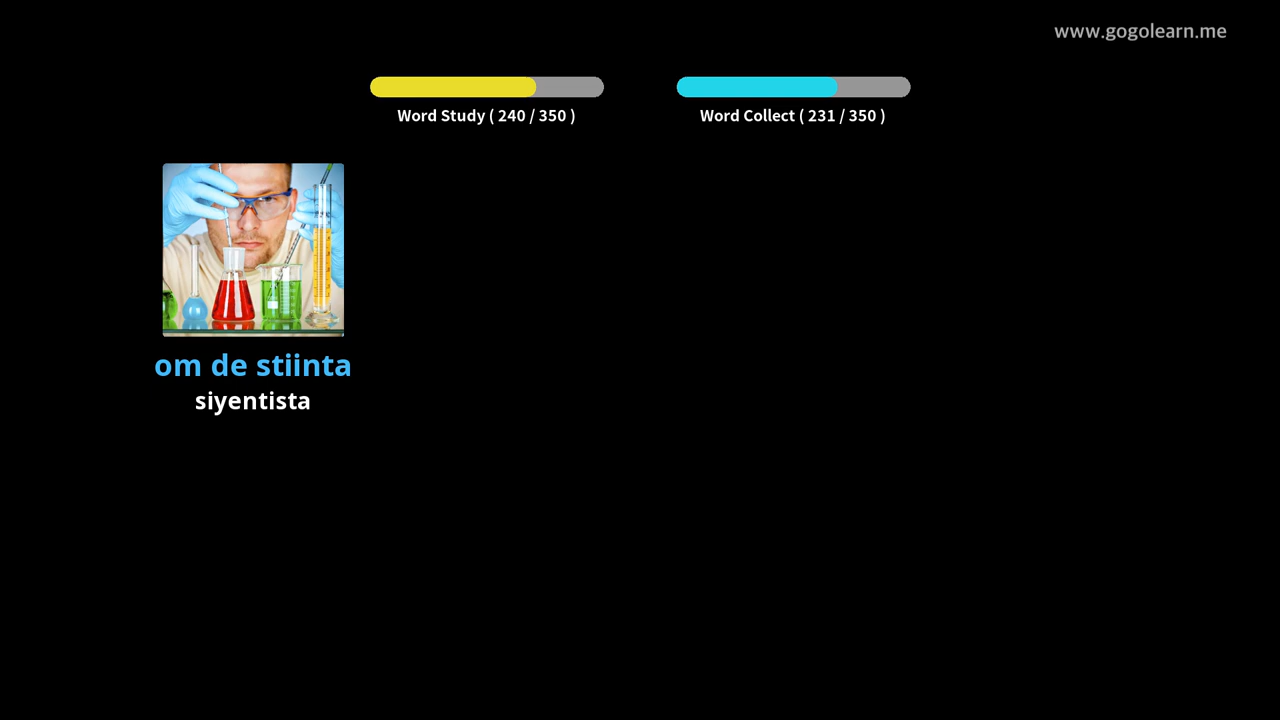 www.gogolearn.me
Word Study ( 240 / 350 )
Word Collect ( 231 / 350 )
om de stiinta
siyentista